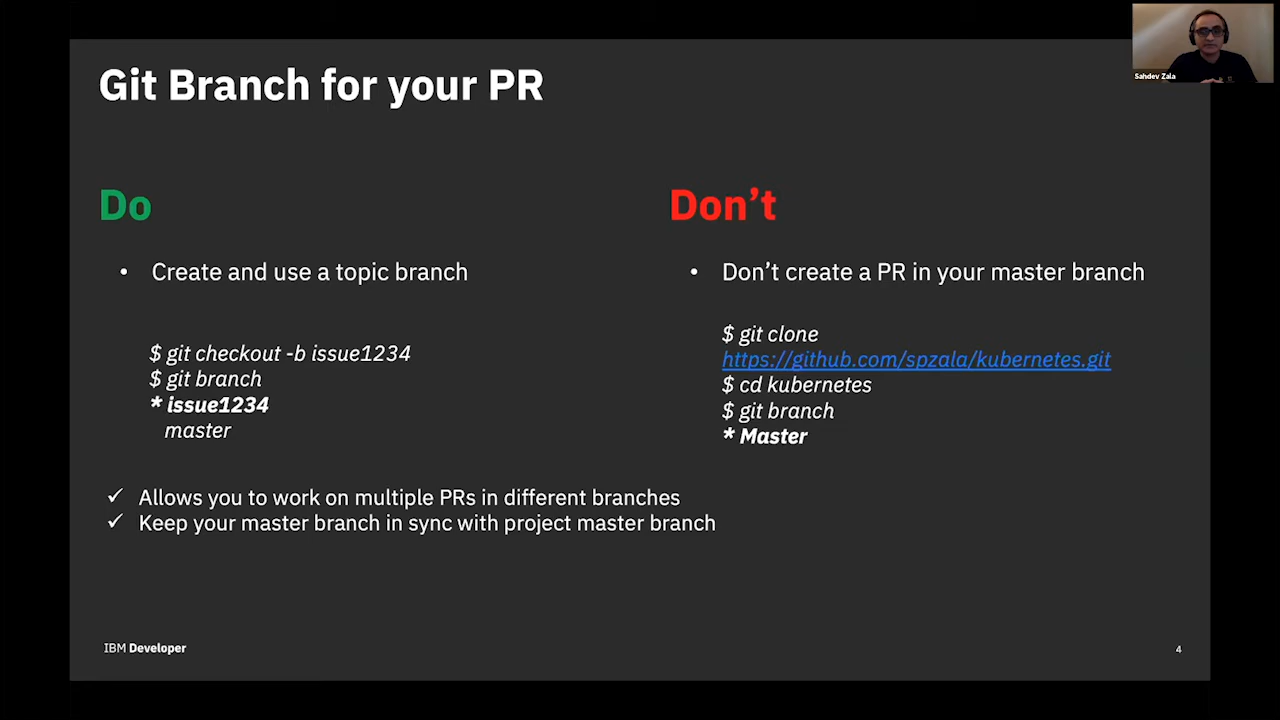 Git Branch for your PR
Sahdev Zala
Do
• Create and use a topic branch
$ git checkout -b issue1234
$ git branch
* issue1234
master
Don’t
• Don’t create a PR in your master branch
$ git clone
https://github.com/spzala/kubernetes.git
$ cd kubernetes
$ git branch
* Master
✓ Allows you to work on multiple PRs in different branches
✓ Keep your master branch in sync with project master branch
IBM Developer
4